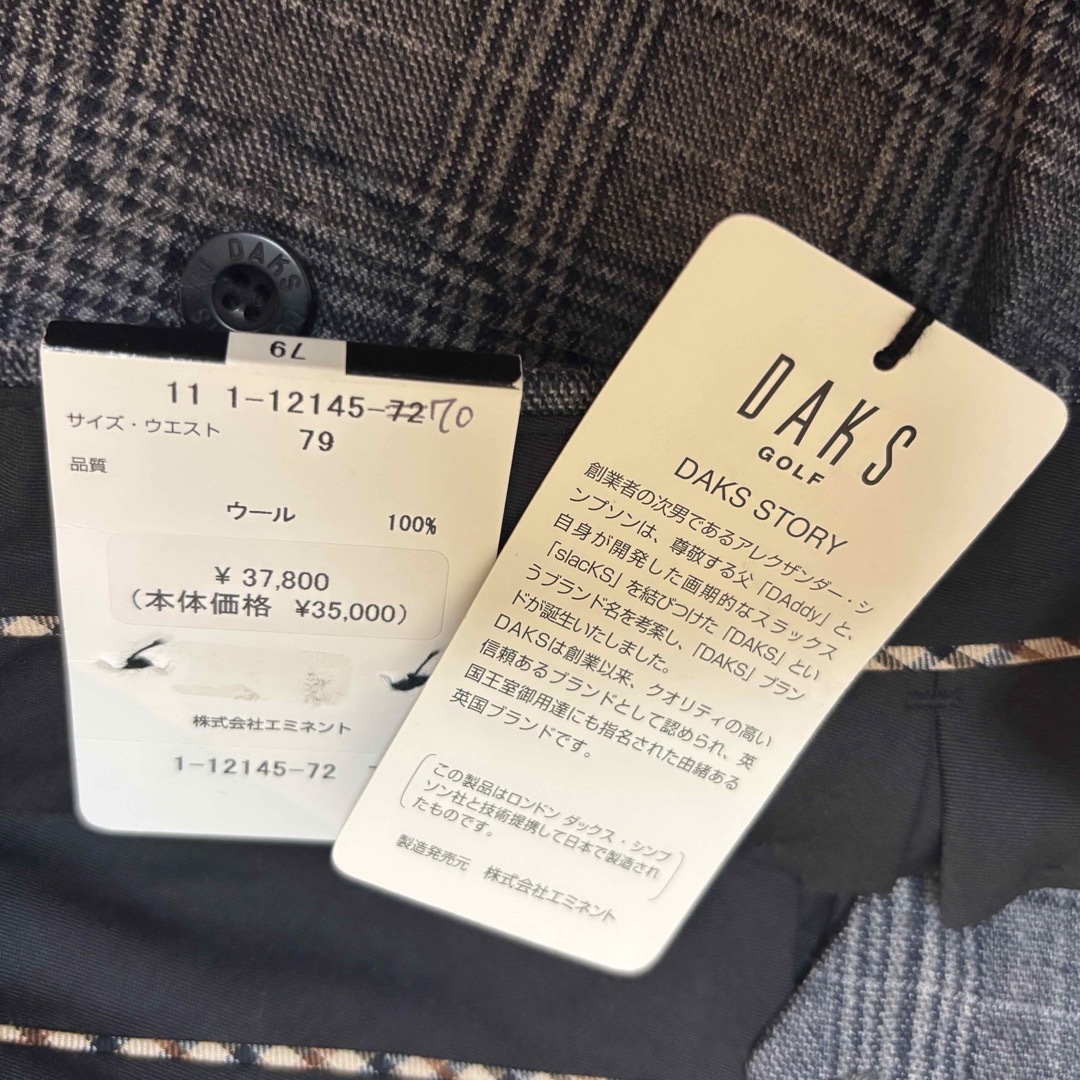 DAKS
79
11 1-12145-72 70
サイズ・ウエスト 79
品質
ウール 100%
¥ 37,800
(本体価格 ¥35,000)
株式会社エミネント
1-12145-72
DAKS
GOLF
DAKS STORY
創業者の次男であるアレクザンダー・シ
ンプソンは、尊敬する父「DAddy」と、
自身が開発した画期的なスラックス
「slacKS」を結びつけた「DAKS」とい
うブランド名を考案し、「DAKS」ブラン
ドが誕生いたしました。
DAKSは創業以来、クオリティの高い
信頼あるブランドとして認められ、英
国王室御用達にも指名された由緒ある
英国ブランドです。
(この製品はロンドン ダックス・シンプ
ソン社と技術提携して日本で製造され
たものです。)
製造発売元 株式会社エミネント